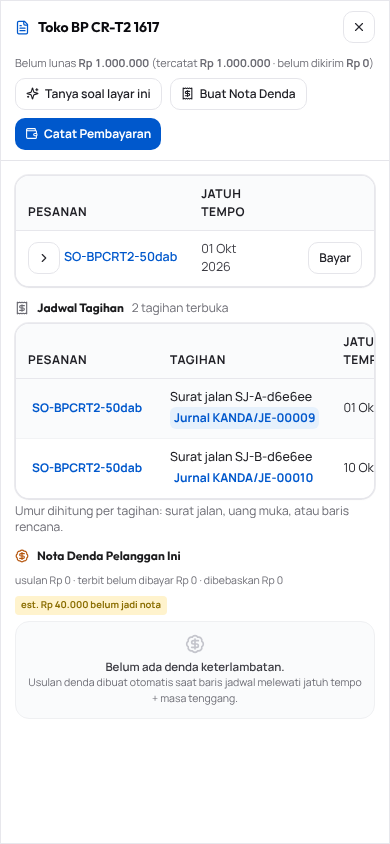 Toko BP CR-T2 1617
Belum lunas Rp 1.000.000 (tercatat Rp 1.000.000 · belum dikirim Rp 0)
Tanya soal layar ini
Buat Nota Denda
Catat Pembayaran
PESANAN
JATUH
TEMPO
SO-BPCRT2-50dab
01 Okt
2026
Bayar
Jadwal Tagihan 2 tagihan terbuka
PESANAN
TAGIHAN
JATU
TEMP
SO-BPCRT2-50dab
Surat jalan SJ-A-d6e6ee
Jurnal KANDA/JE-00009
01 Ok
SO-BPCRT2-50dab
Surat jalan SJ-B-d6e6ee
Jurnal KANDA/JE-00010
10 Ok
Umur dihitung per tagihan: surat jalan, uang muka, atau baris
rencana.
Nota Denda Pelanggan Ini
usulan Rp 0 · terbit belum dibayar Rp 0 · dibebaskan Rp 0
est. Rp 40.000 belum jadi nota
Belum ada denda keterlambatan.
Usulan denda dibuat otomatis saat baris jadwal melewati jatuh tempo
+ masa tenggang.